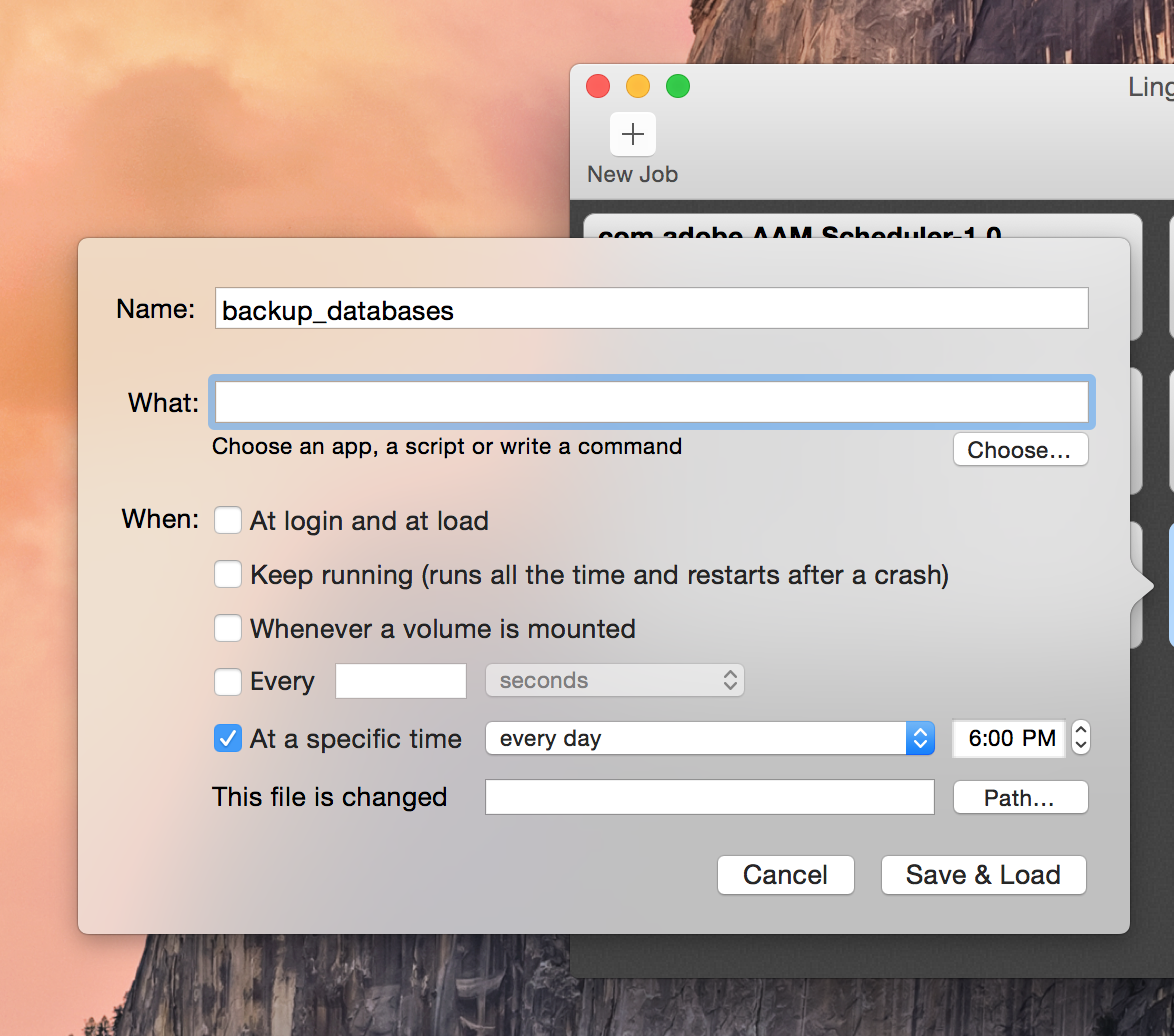 Ling
New Job
com.adobe.AAM.Scheduler-1.0
Name: backup_databases
What:
Choose an app, a script or write a command Choose...
When: At login and at load
Keep running (runs all the time and restarts after a crash)
Whenever a volume is mounted
Every seconds
At a specific time every day 6:00 PM
This file is changed Path...
Cancel Save & Load